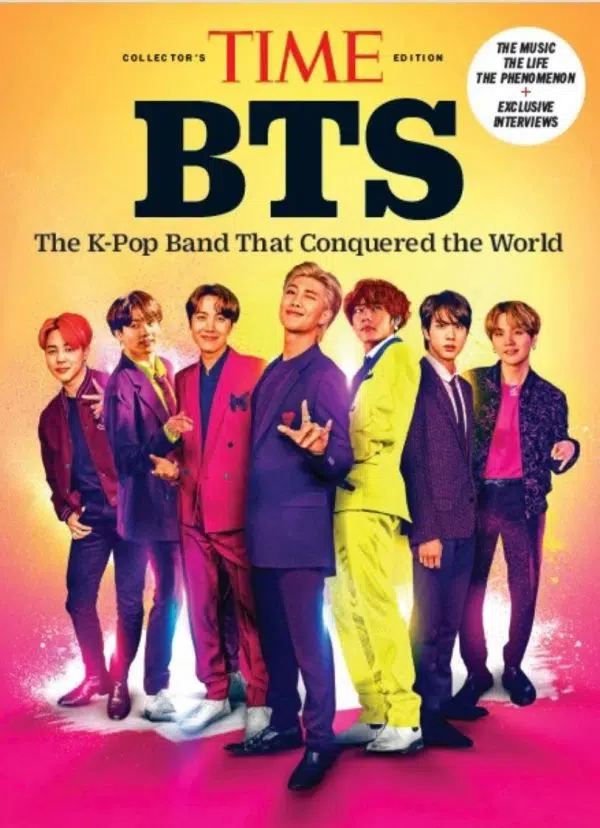 COLLECTOR'S TIME EDITION
THE MUSIC
THE LIFE
THE PHENOMENON
+
EXCLUSIVE
INTERVIEWS
BTS
The K-Pop Band That Conquered the World